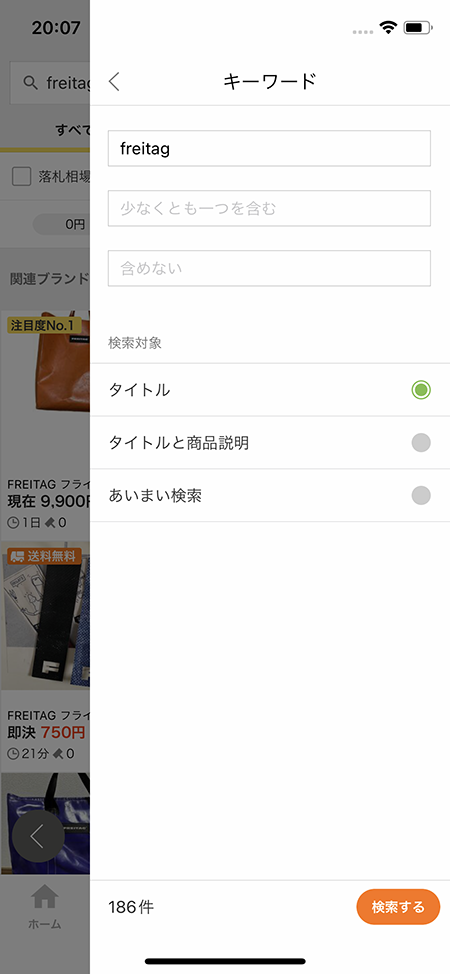 20:07
freitag
すべて
落札相場
0円
関連ブランド
注目度No.1
FREITAG フライ
現在 9,900円
1日 0
送料無料
FREITAG フライ
即決 750円
21分 0
ホーム
キーワード
freitag
少なくとも一つを含む
含めない
検索対象
タイトル
タイトルと商品説明
あいまい検索
186件
検索する